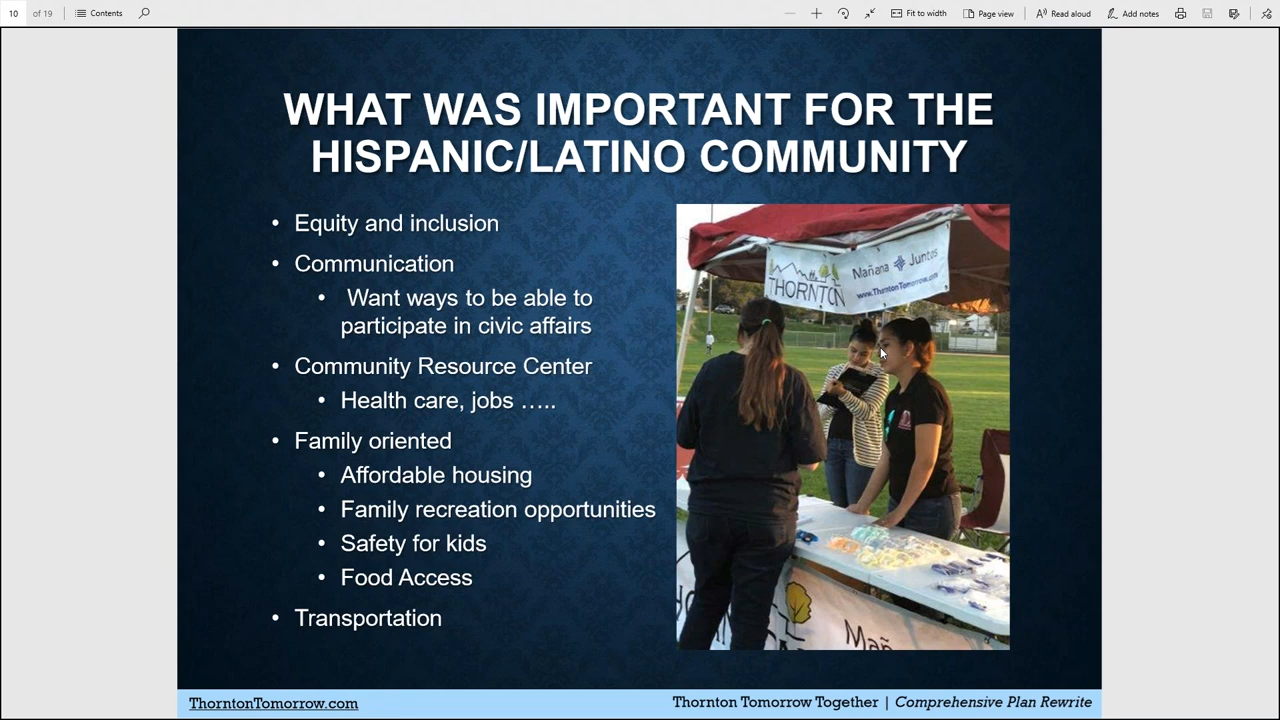 10 of 19 Contents Fit to width Page view Read aloud Add notes
WHAT WAS IMPORTANT FOR THE
HISPANIC/LATINO COMMUNITY
• Equity and inclusion
• Communication
• Want ways to be able to
participate in civic affairs
• Community Resource Center
• Health care, jobs …..
• Family oriented
• Affordable housing
• Family recreation opportunities
• Safety for kids
• Food Access
• Transportation
THORNTON
Mañana Juntos
www.ThorntonTomorrow.com
Mañ
ThorntonTomorrow.com
Thornton Tomorrow Together | Comprehensive Plan Rewrite